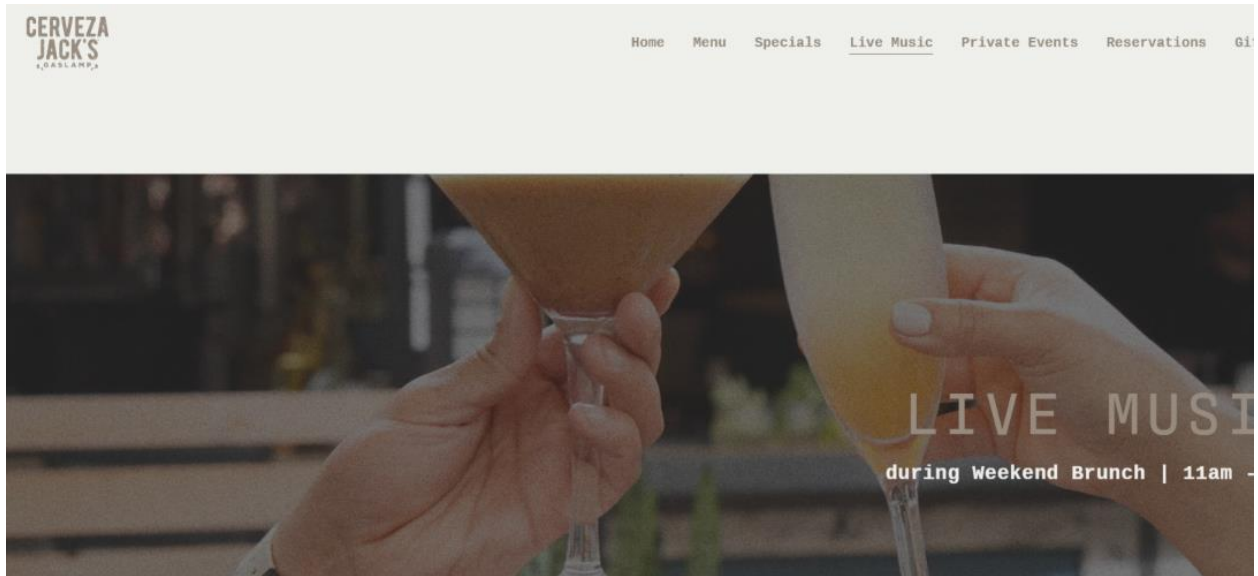 CERVEZA
JACK'S
GASLAMP
Home Menu Specials Live Music Private Events Reservations
LIVE
during Weekend Brunch | 11am -